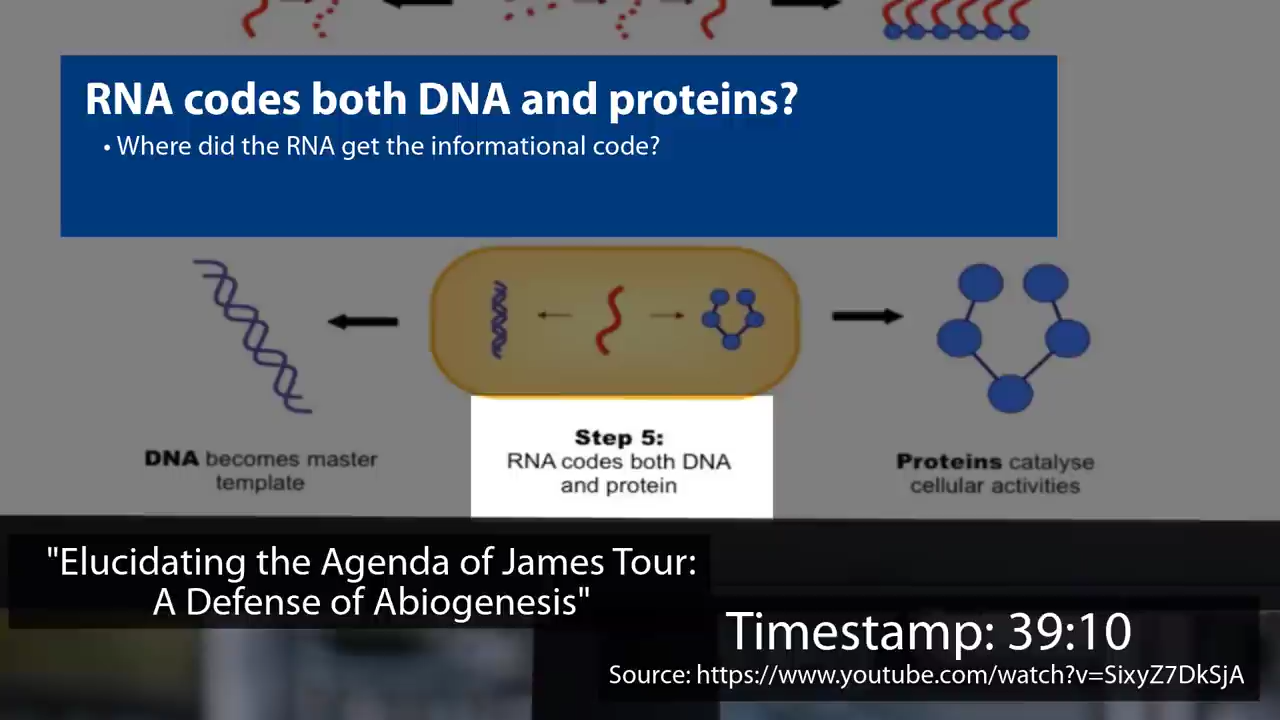 RNA codes both DNA and proteins?
• Where did the RNA get the informational code?
Step 5:
RNA codes both DNA
and protein
DNA becomes master
template
Proteins catalyse
cellular activities
"Elucidating the Agenda of James Tour:
A Defense of Abiogenesis"
Timestamp: 39:10
Source: https://www.youtube.com/watch?v=SixyZ7DkSjA